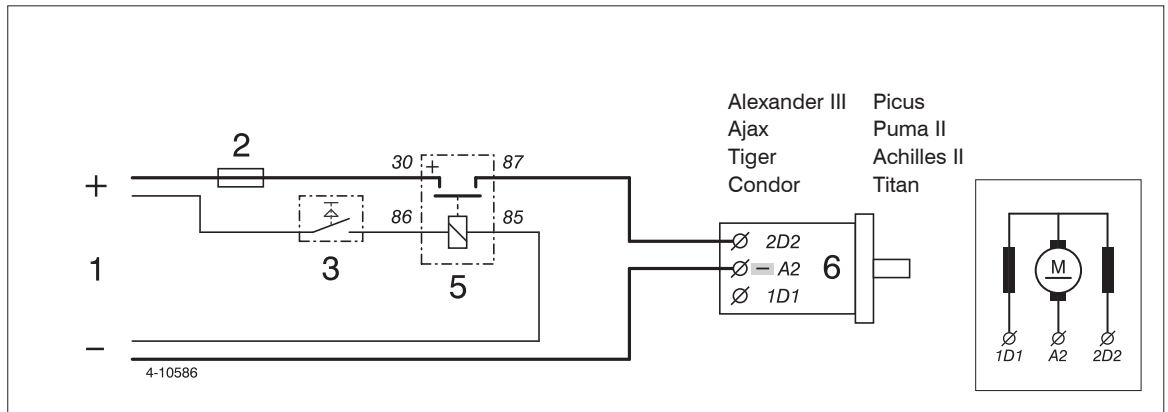 Alexander III Picus
Ajax Puma II
Tiger Achilles II
Condor Titan
2
30 + 87
+
86 85
3
5
1
2D2
− A2
1D1
6
M
1D1 A2 2D2
−
4-10586